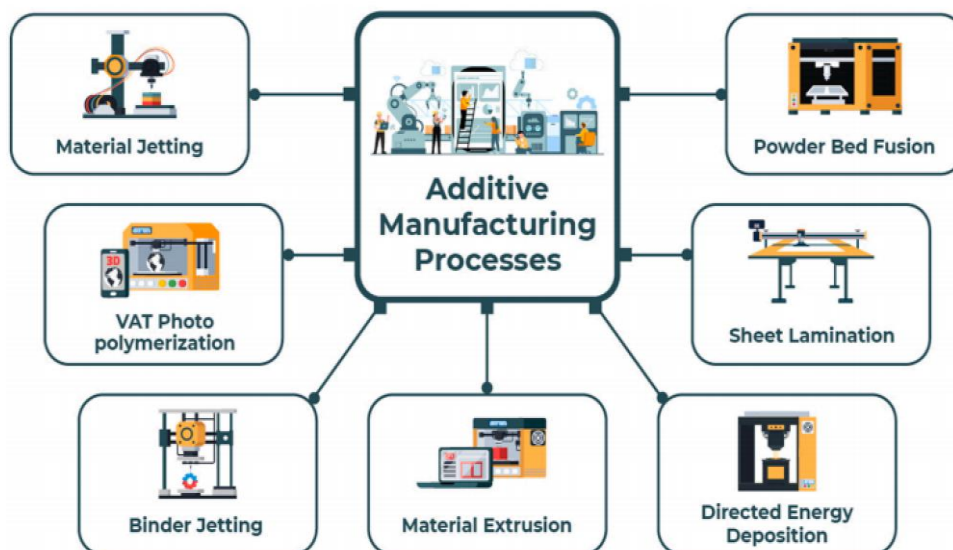 Additive
Manufacturing
Processes
Material Jetting
Powder Bed Fusion
3D
VAT Photo
polymerization
Sheet Lamination
Binder Jetting
Material Extrusion
Directed Energy
Deposition